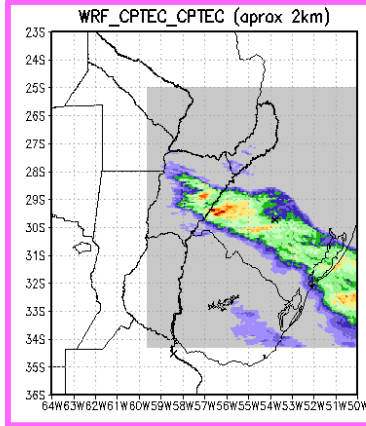 WRF_CPTEC_CPTEC (aprox 2km)
23S
24S
25S
26S
27S
28S
29S
30S
31S
32S
33S
34S
35S
36S
64W63W62W61W60W59W58W57W56W55W54W53W52W51W50W